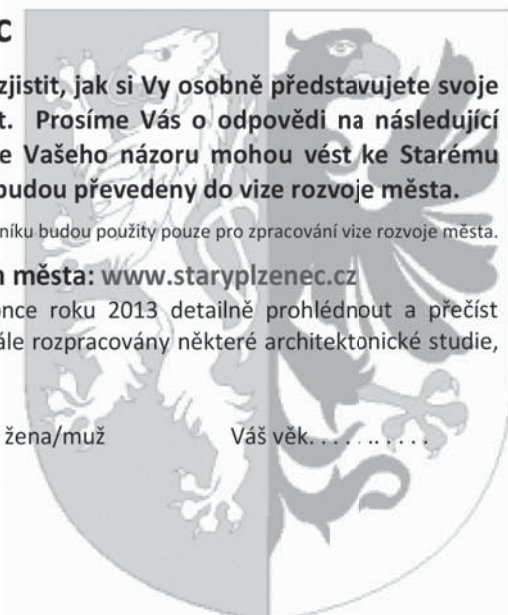 c
zjistit, jak si Vy osobně představujete svoje
t. Prosíme Vás o odpovědi na následující
e Vašeho názoru mohou vést ke Starému
budou převedeny do vize rozvoje města.
níku budou použity pouze pro zpracování vize rozvoje města.
n města: www.staryplzenec.cz
once roku 2013 detailně prohlédnout a přečíst
ále rozpracovány některé architektonické studie,
žena/muž Váš věk. . . . . . . . . .